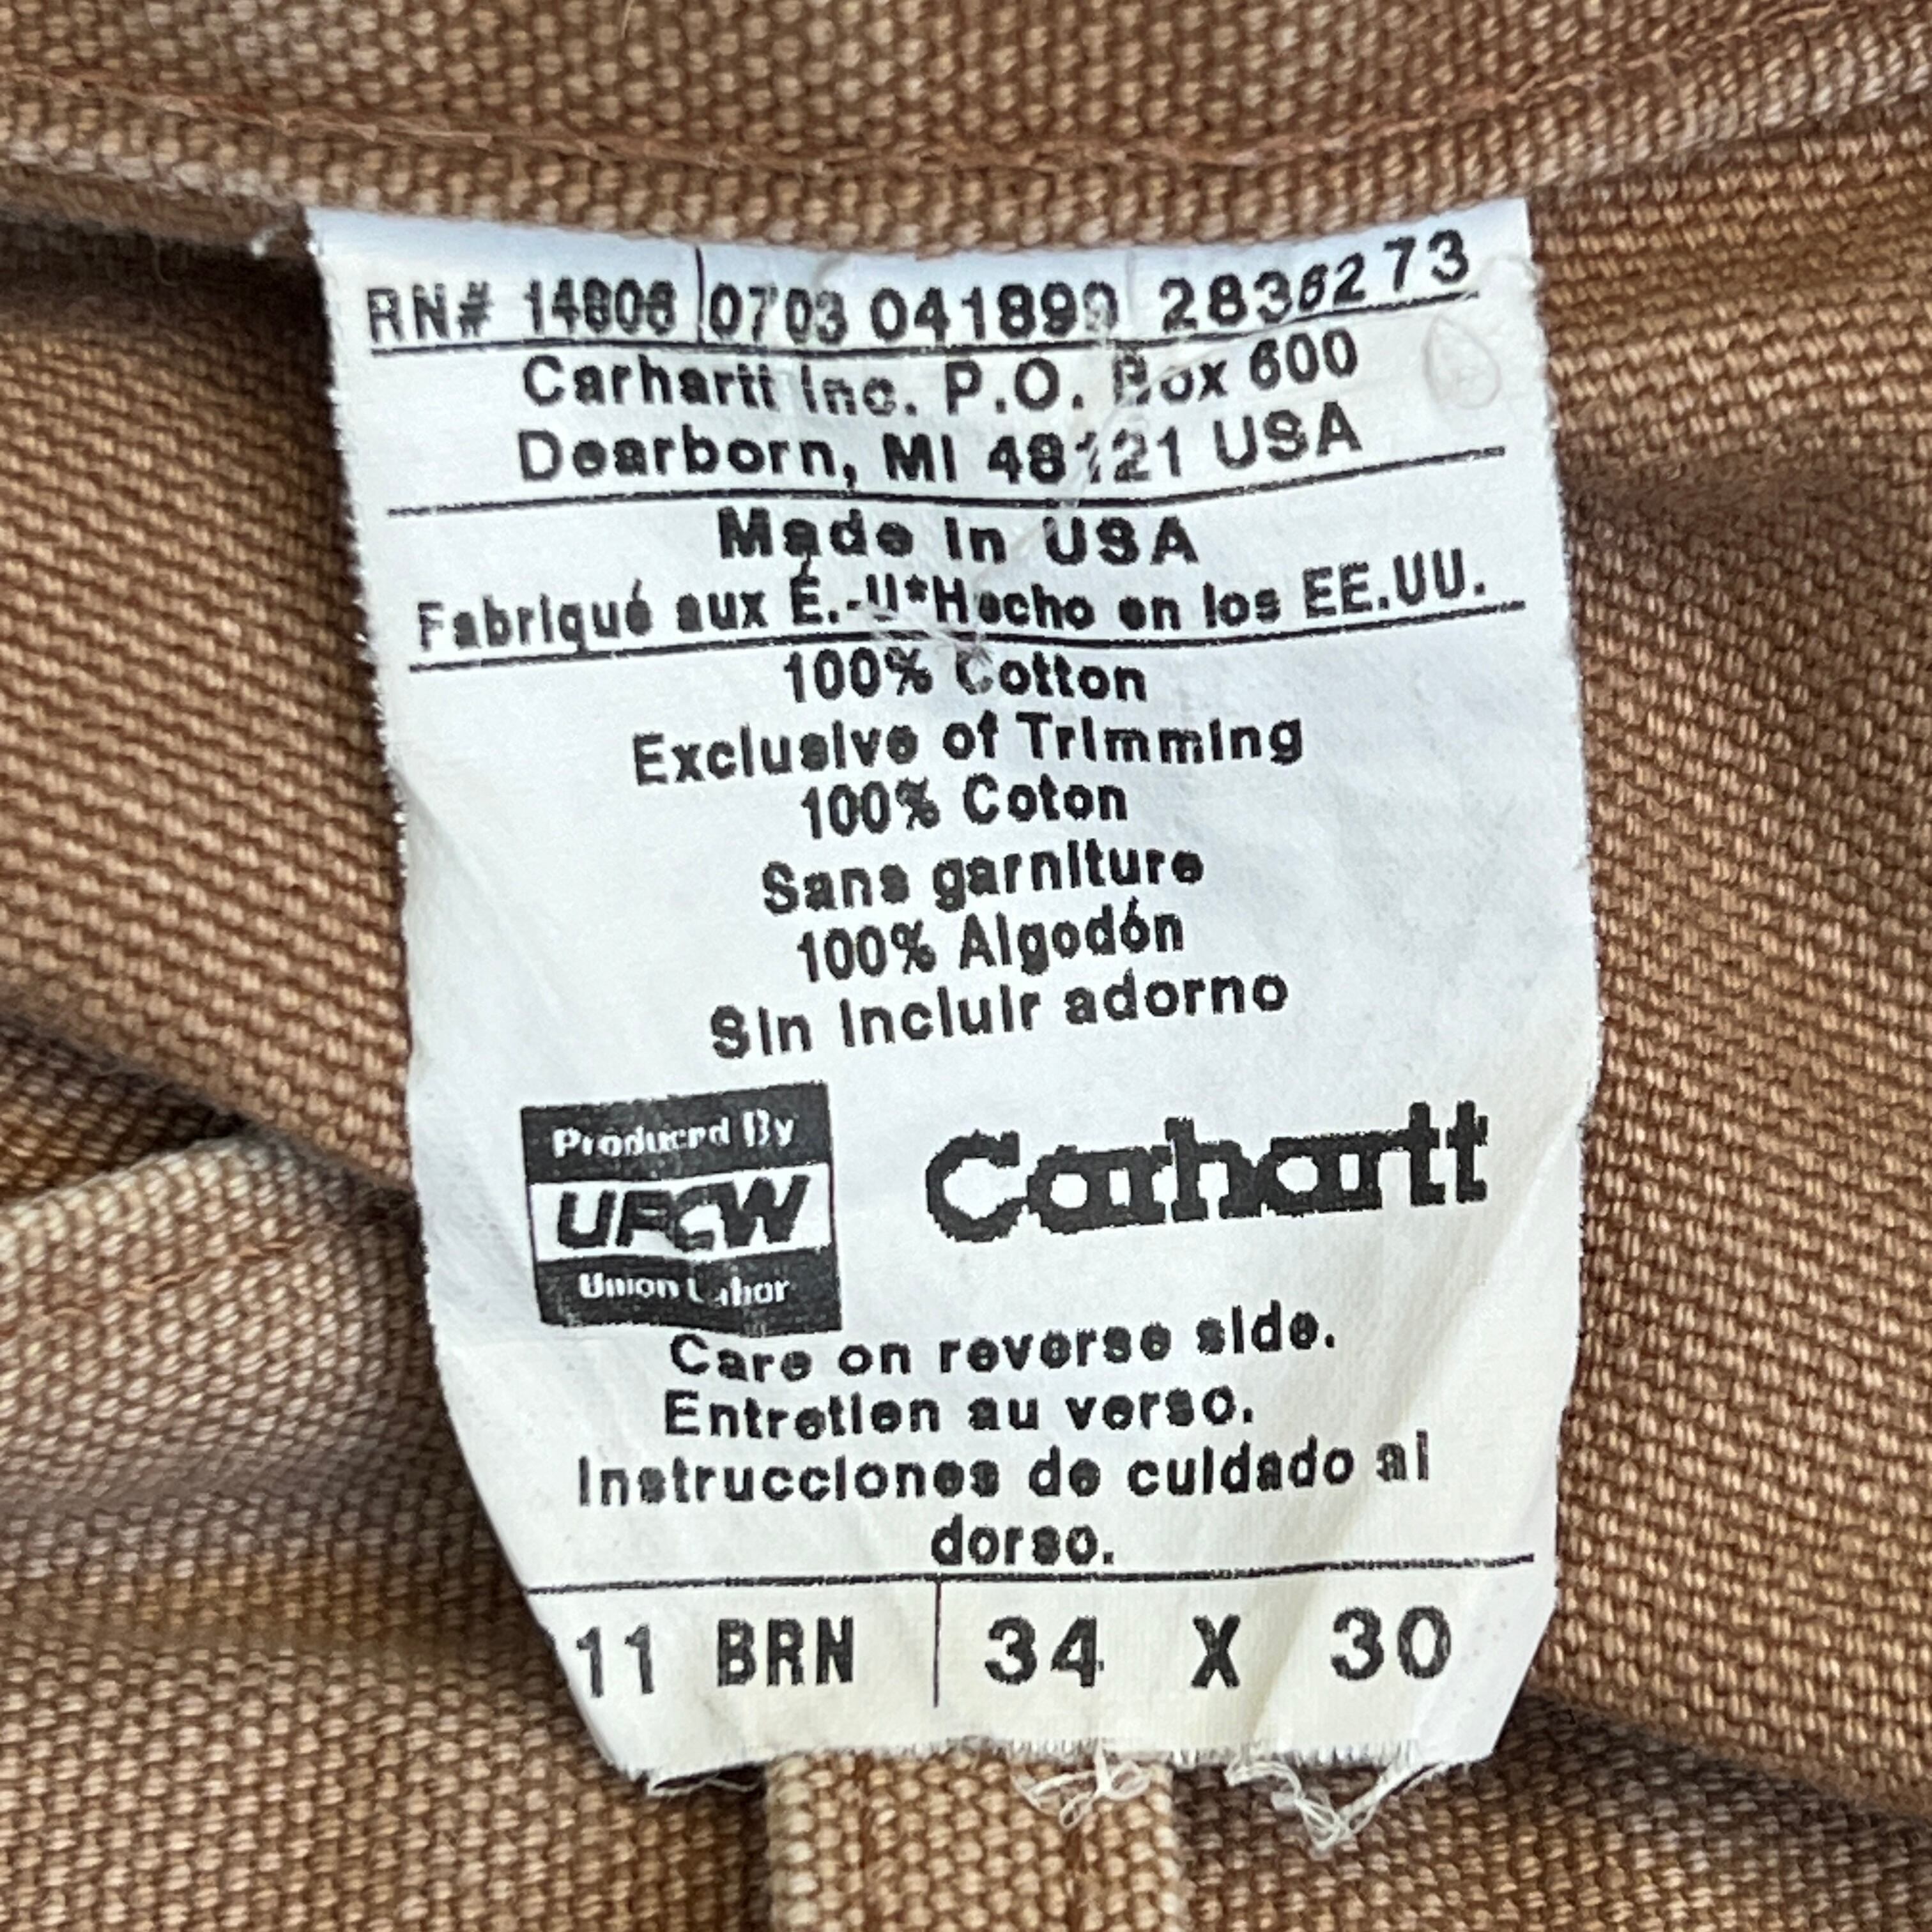 RN# 14806 0703 041899 2836273
Carhartt Inc. P.O. Box 600
Dearborn, MI 48121 USA
Made in USA
Fabriqué aux É.-U*Hecho en los EE.UU.
100% Cotton
Exclusive of Trimming
100% Coton
Sans garniture
100% Algodón
Sin incluir adorno
Produced By
UFCW
Union Labor
Carhartt
Care on reverse side.
Entretien au verso.
Instrucciones de cuidado al
dorso.
11 BRN 34 X 30